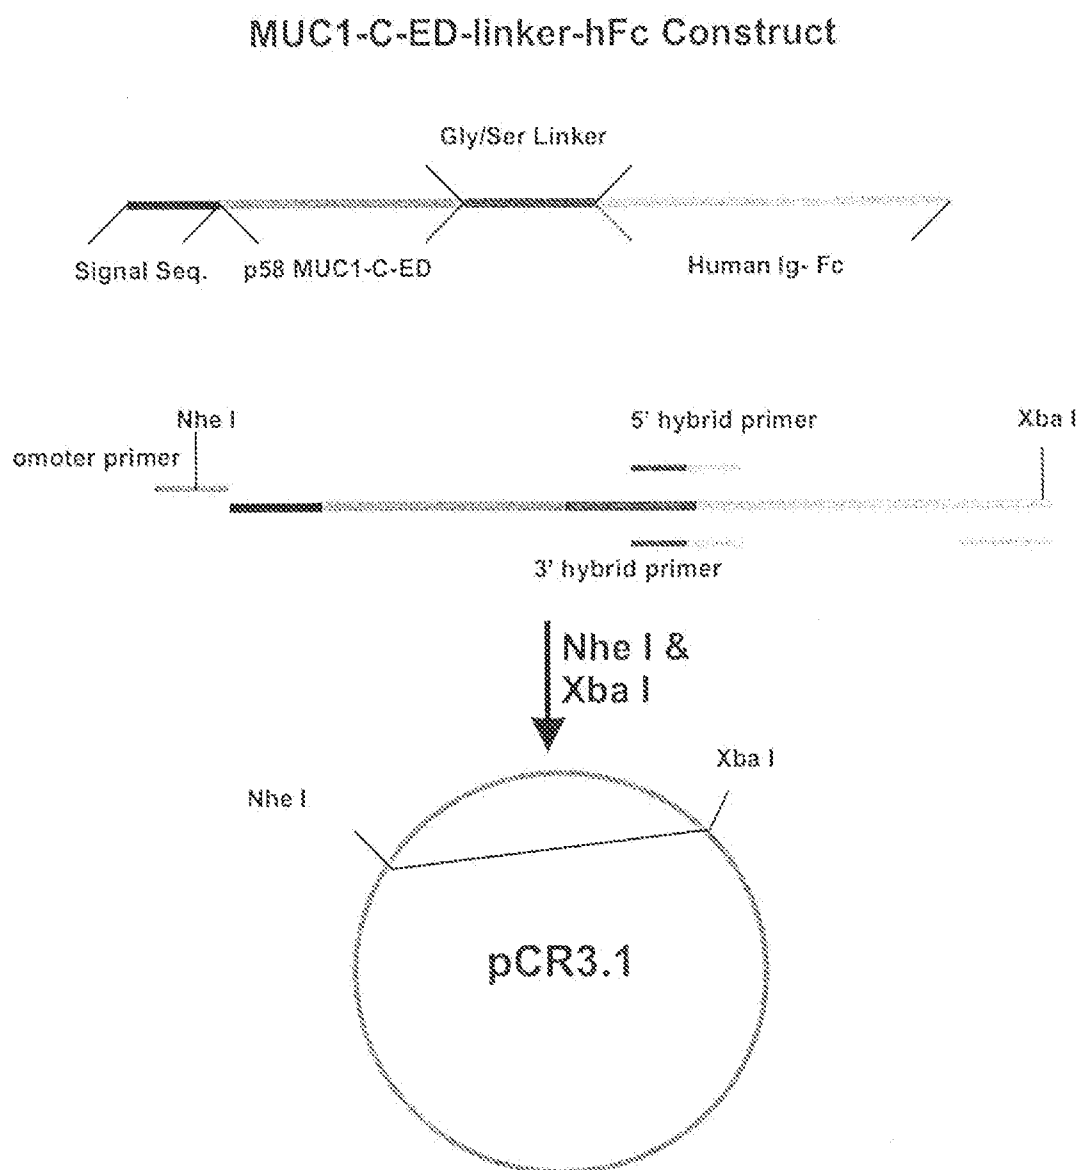 MUC1-C-ED-linker-hFc Construct
Gly/Ser Linker
Signal Seq.
p58 MUC1-C-ED
Human Ig- Fc
Nhe I
5' hybrid primer
Xba I
omoter primer
3' hybrid primer
Nhe I &
Xba I
Xba I
Nhe I
pCR3.1